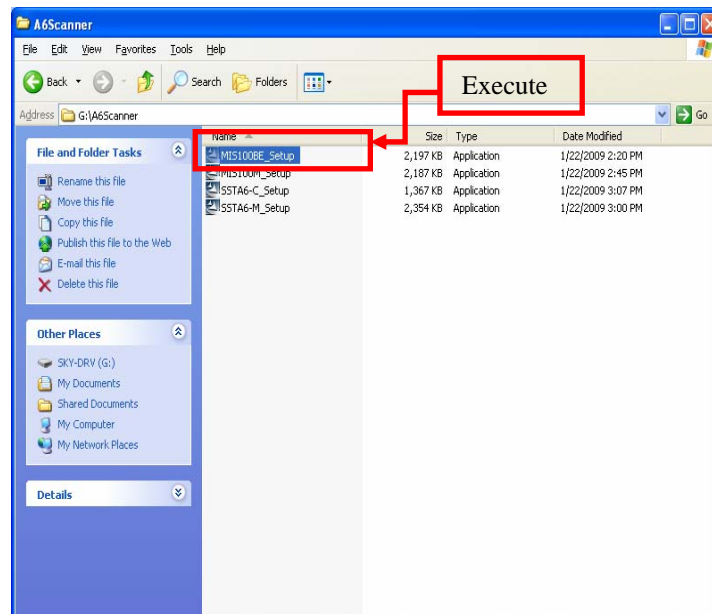 A6Scanner
File Edit View Favorites Tools Help
Back Search Folders
Execute
Address G:\A6Scanner Go
Name Size Type Date Modified
File and Folder Tasks
MIS100BE_Setup 2,197 KB Application 1/22/2009 2:20 PM
MIS100M_Setup 2,187 KB Application 1/22/2009 2:45 PM
SSTA6-C_Setup 1,367 KB Application 1/22/2009 3:07 PM
SSTA6-M_Setup 2,354 KB Application 1/22/2009 3:00 PM
Rename this file
Move this file
Copy this file
Publish this file to the Web
E-mail this file
Delete this file
Other Places
SKY-DRV (G:)
My Documents
Shared Documents
My Computer
My Network Places
Details